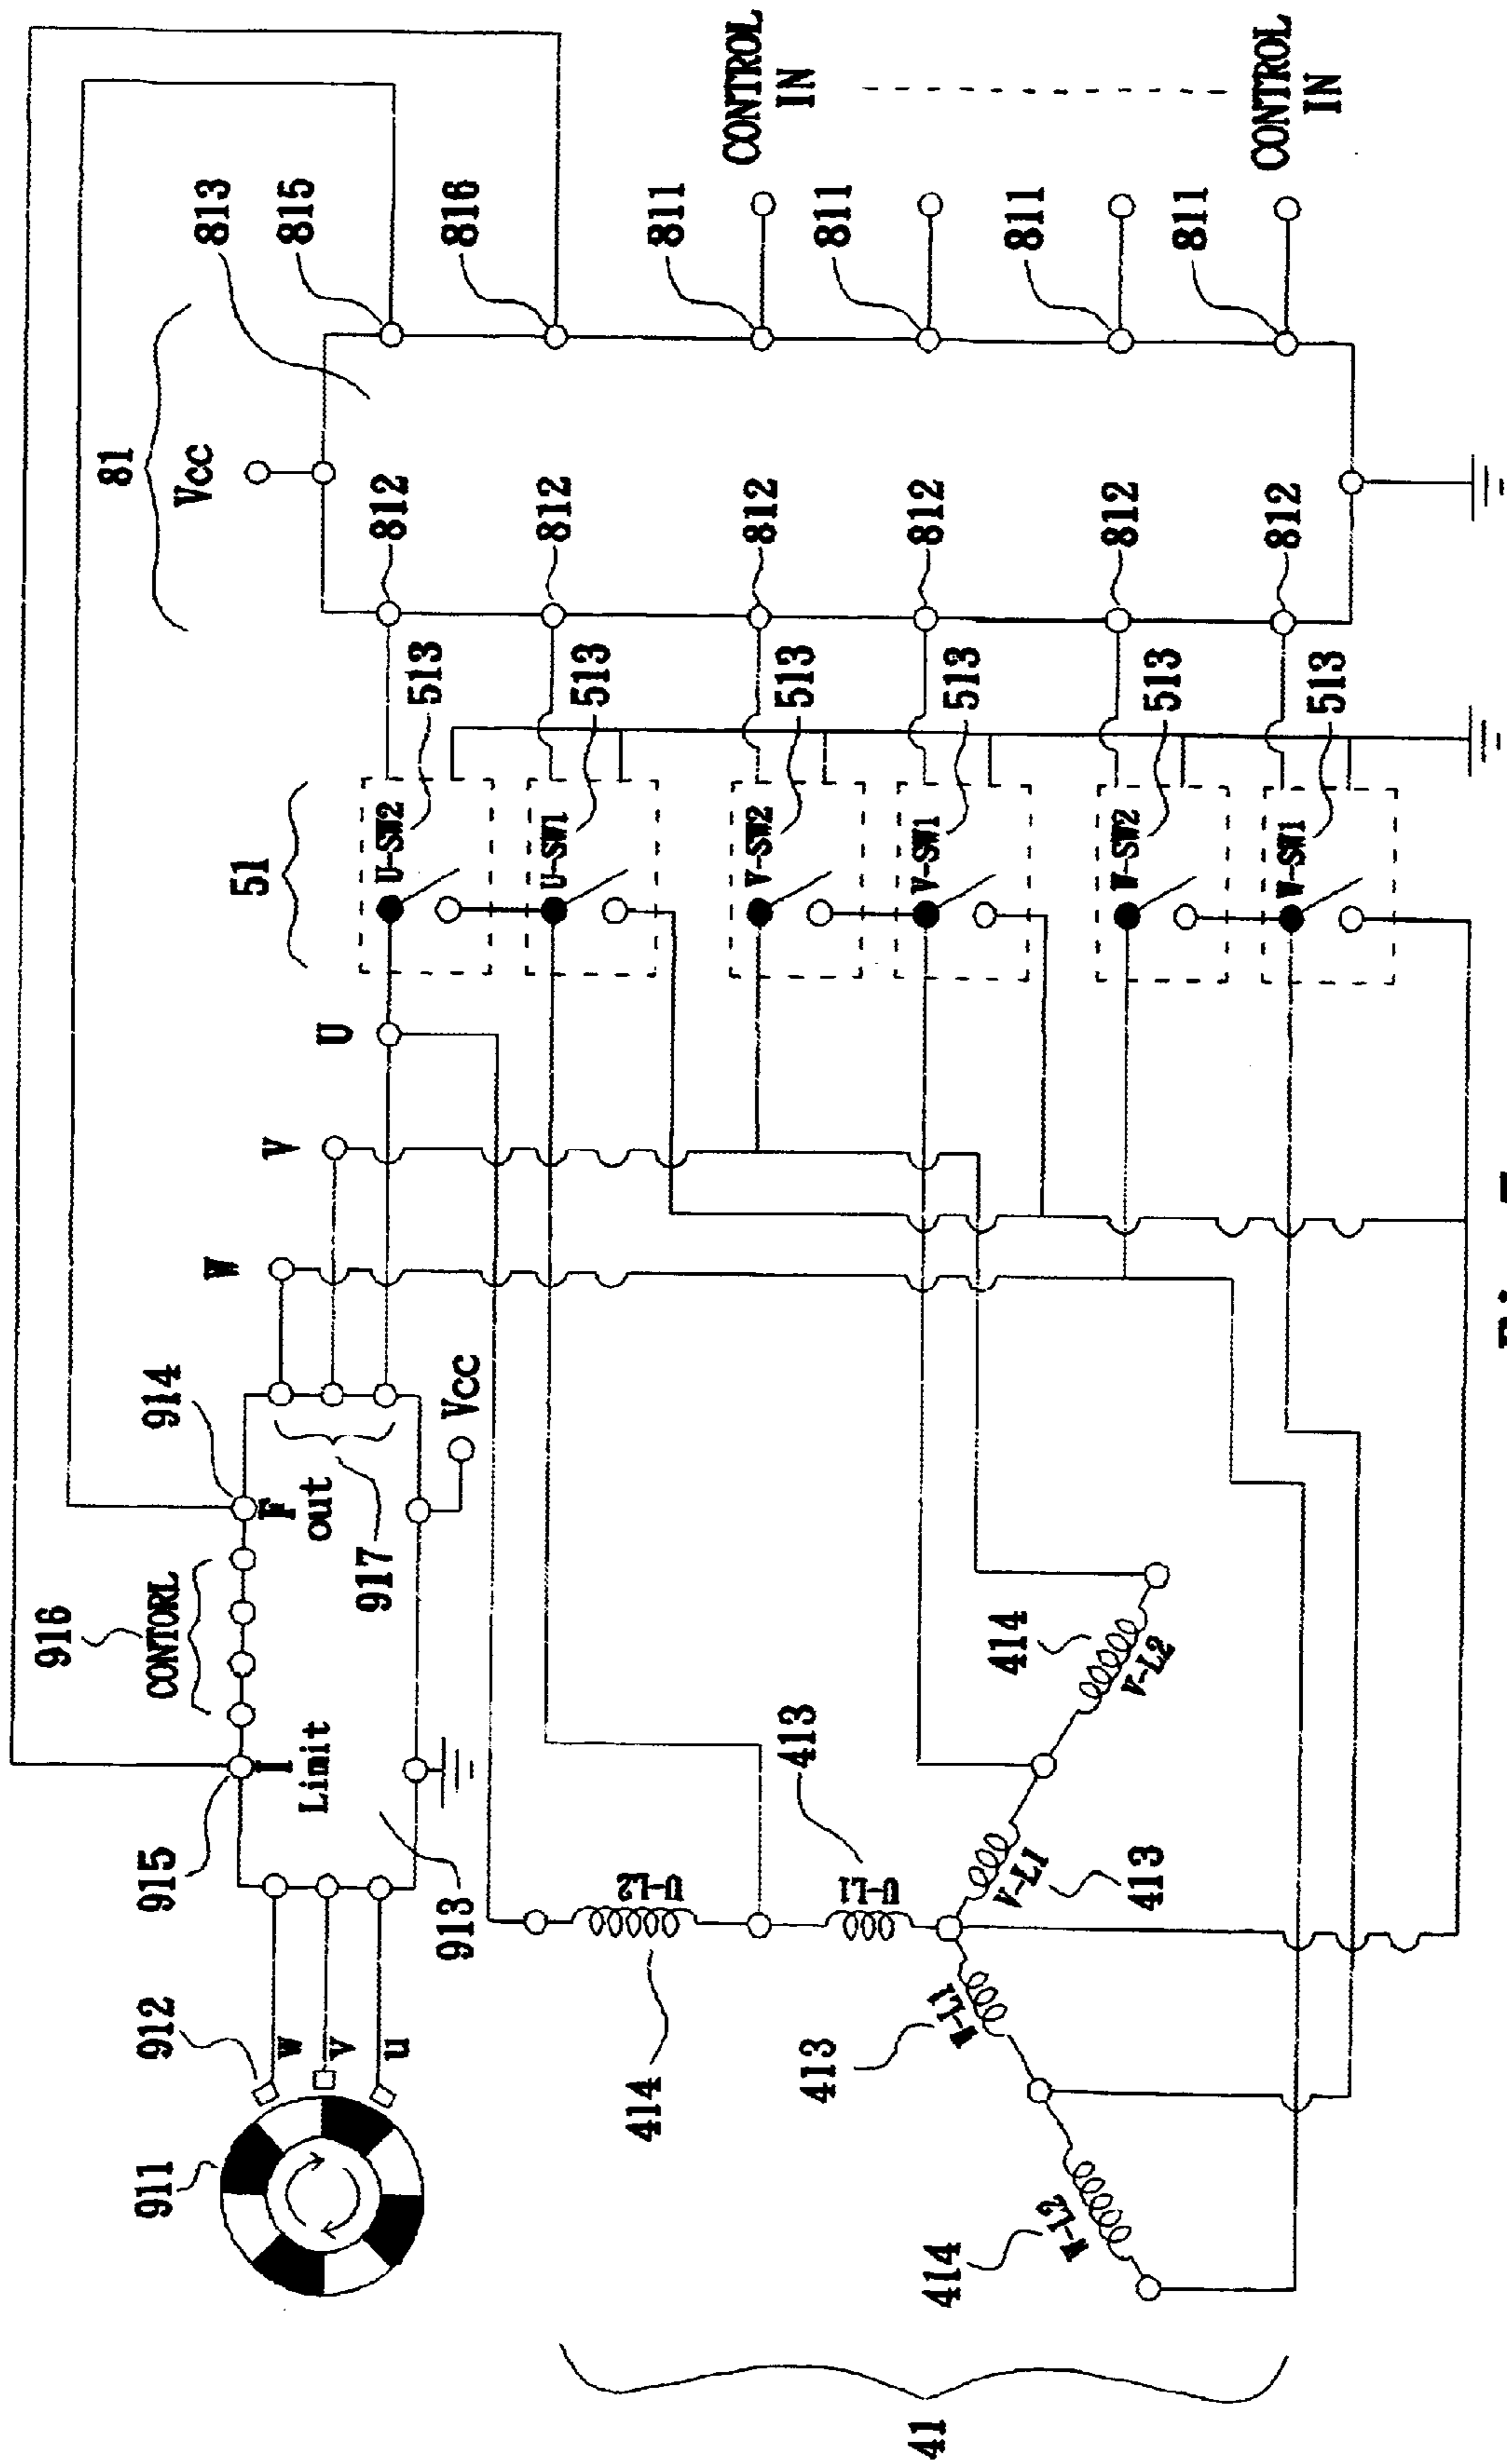 81
Vcc
813
815
816
811
811
811
811
CONTROL
IN
CONTROL
IN
812
812
812
812
812
812
51
U-SW2
513
U-SW1
513
V-SW2
513
V-SW1
513
W-SW2
513
W-SW1
513
U
V
W
914
F
out
917
Vcc
916
CONTORL
915
I
Limit
913
912
w
v
u
911
414
U-L2
413
U-L1
414
V-L2
413
V-L1
413
W-L1
414
W-L2
41